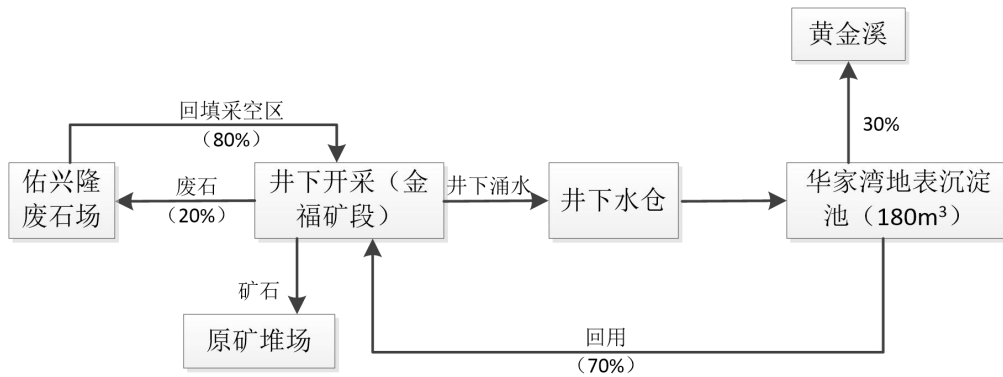 黄金溪
回填采空区
（80%）
30%
佑兴隆
废石场
废石
（20%）
井下开采（金
福矿段）
井下涌水
井下水仓
华家湾地表沉淀
池（180m³）
矿石
原矿堆场
回用
（70%）